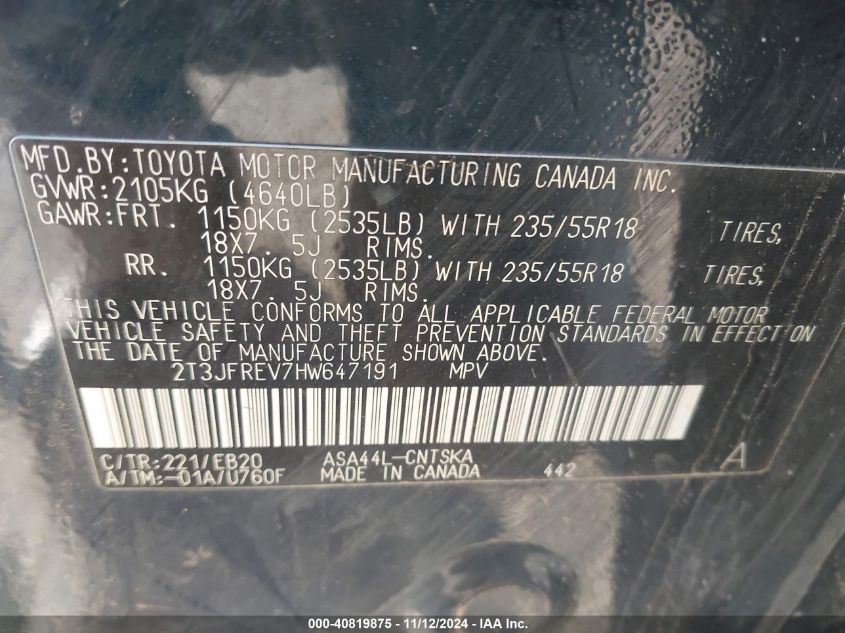 MFD.BY:TOYOTA MOTOR MANUFACTURING CANADA INC.
GVWR:2105KG (4640LB)
GAWR:FRT. 1150KG (2535LB) WITH 235/55R18 TIRES,
18X7. 5J RIMS.
RR. 1150KG (2535LB) WITH 235/55R18 TIRES,
18X7. 5J RIMS.
THIS VEHICLE CONFORMS TO ALL APPLICABLE FEDERAL MOTOR
VEHICLE SAFETY AND THEFT PREVENTION STANDARDS IN EFFECT ON
THE DATE OF MANUFACTURE SHOWN ABOVE.
2T3JFREV7HW647191 MPV
C/TR:221/EB20 ASA44L-CNTSKA
A/TM:-01A/U760F MADE IN CANADA 442 A
000-40819875 - 11/12/2024 - IAA Inc.